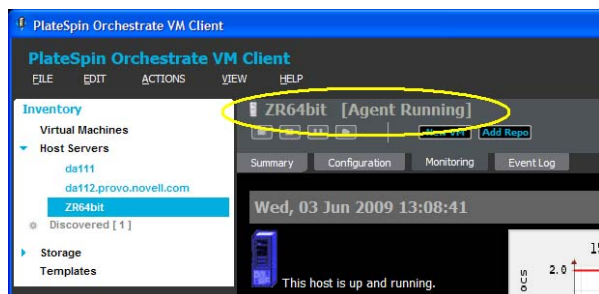 PlateSpin Orchestrate VM Client
PlateSpin Orchestrate VM Client
FILE EDIT ACTIONS VIEW HELP
Inventory
Virtual Machines
Host Servers
da111
da112.provo.novell.com
ZR64bit
Discovered [ 1 ]
Storage
Templates
ZR64bit [Agent Running]
New VM Add Repo
Summary Configuration Monitoring Event Log
Wed, 03 Jun 2009 13:08:41
This host is up and running.
2.0